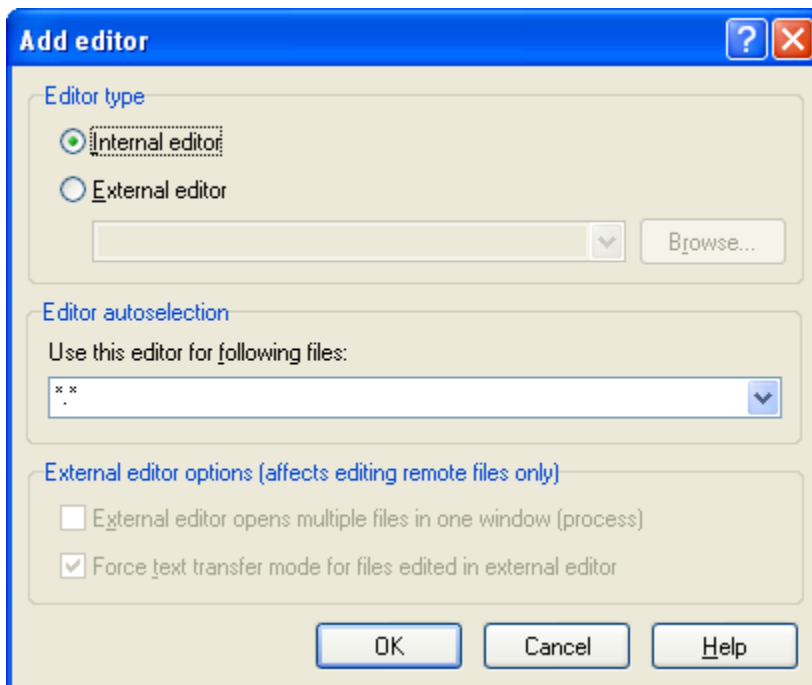 Add editor
Editor type
Internal editor
External editor
Browse...
Editor autoselection
Use this editor for following files:
*.*
External editor options (affects editing remote files only)
External editor opens multiple files in one window (process)
Force text transfer mode for files edited in external editor
OK Cancel Help